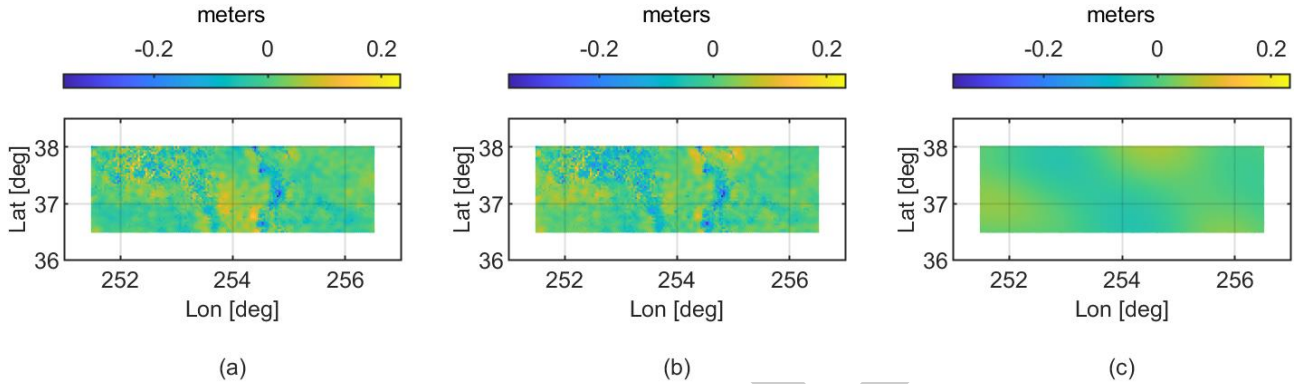 meters meters meters
-0.2 0 0.2 -0.2 0 0.2 -0.2 0 0.2
Lat [deg] 38 Lat [deg] 38 Lat [deg] 38
37 37 37
36 36 36
252 254 256 252 254 256 252 254 256
Lon [deg] Lon [deg] Lon [deg]
(a) (b) (c)